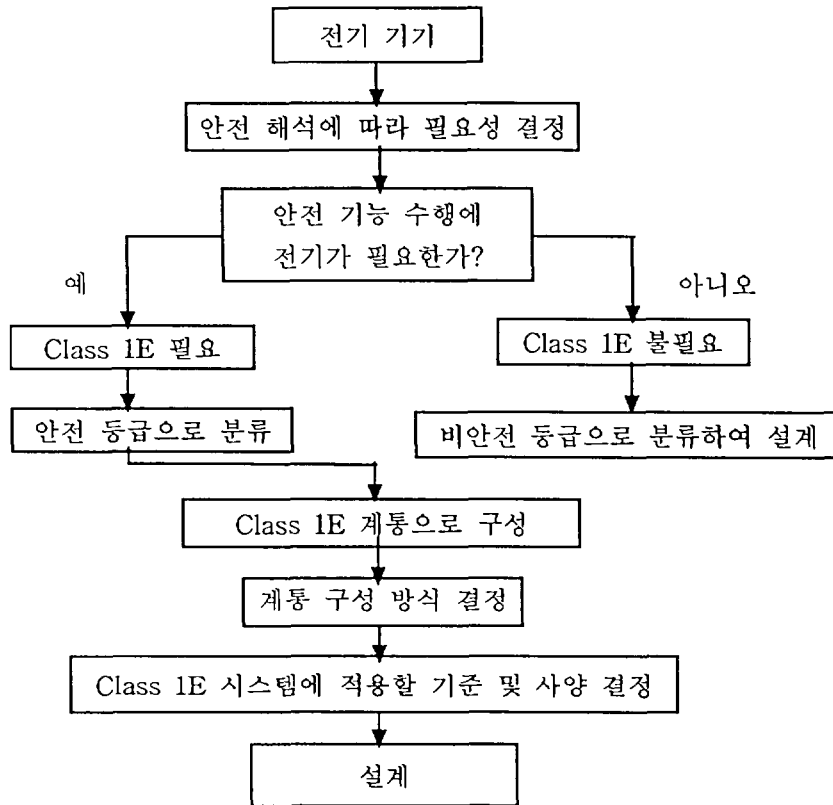 전기 기기
안전 해석에 따라 필요성 결정
안전 기능 수행에
전기가 필요한가?
예
아니오
Class 1E 필요
Class 1E 불필요
안전 등급으로 분류
비안전 등급으로 분류하여 설계
Class 1E 계통으로 구성
계통 구성 방식 결정
Class 1E 시스템에 적용할 기준 및 사양 결정
설계